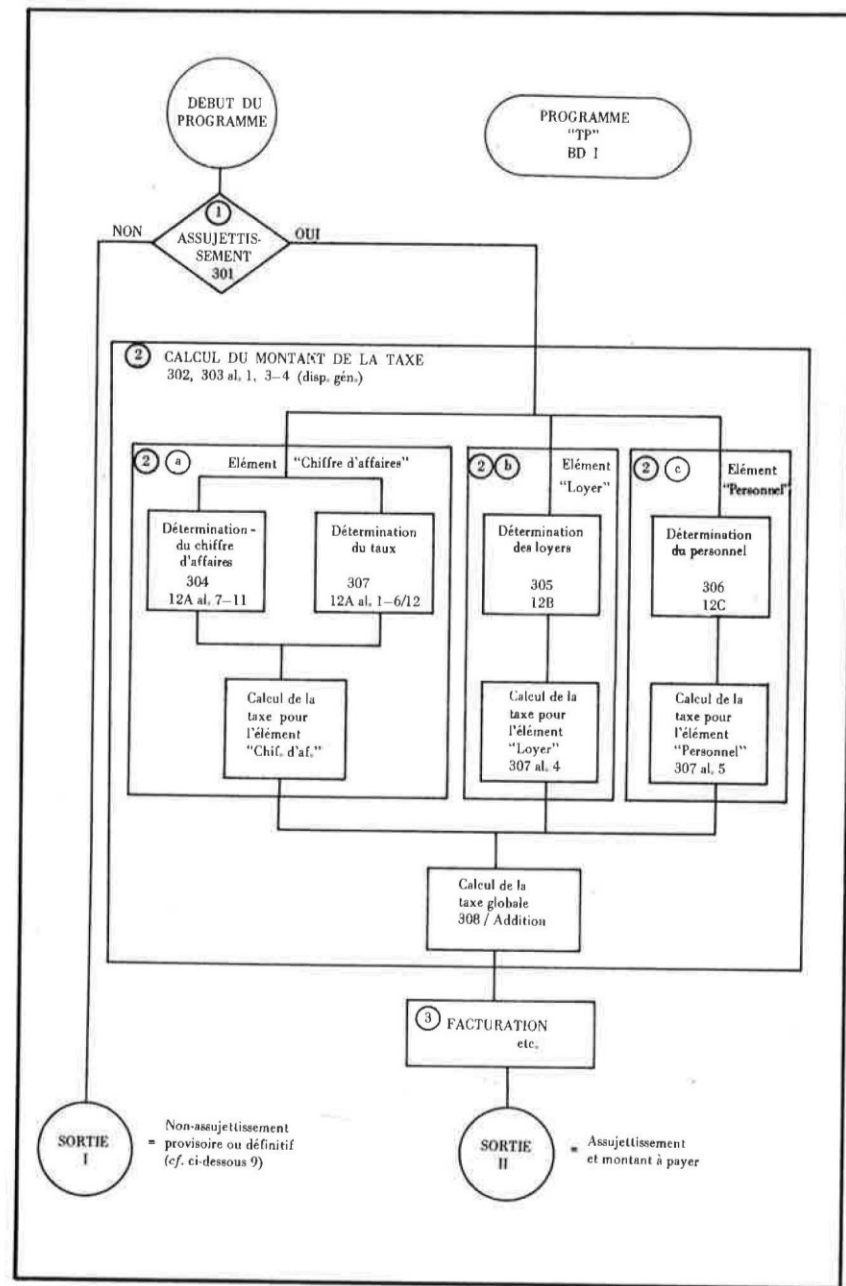 DEBUT DU
PROGRAMME
PROGRAMME
"TP"
BD I
1
NON
OUI
ASSUJETTIS-
SEMENT
301
2 CALCUL DU MONTANT DE LA TAXE
302, 303 al. 1, 3–4 (disp. gén.)
2 a Elément "Chiffre d'affaires"
2 b Elément
"Loyer"
2 c Elément
"Personnel"
Détermination -
du chiffre
d'affaires
304
12A al. 7–11
Détermination
du taux
307
12A al. 1–6/12
Détermination
des loyers
305
12B
Détermination
du personnel
306
12C
Calcul de la
taxe pour
l'élément
"Chif. d'af."
Calcul de la
taxe pour
l'élément
"Loyer"
307 al. 4
Calcul de la
taxe pour
l'élément
"Personnel"
307 al. 5
Calcul de la
taxe globale
308 / Addition
3 FACTURATION
etc.
SORTIE
I
= Non-assujettissement
provisoire ou définitif
(cf. ci-dessous 9)
SORTIE
II
= Assujettissement
et montant à payer